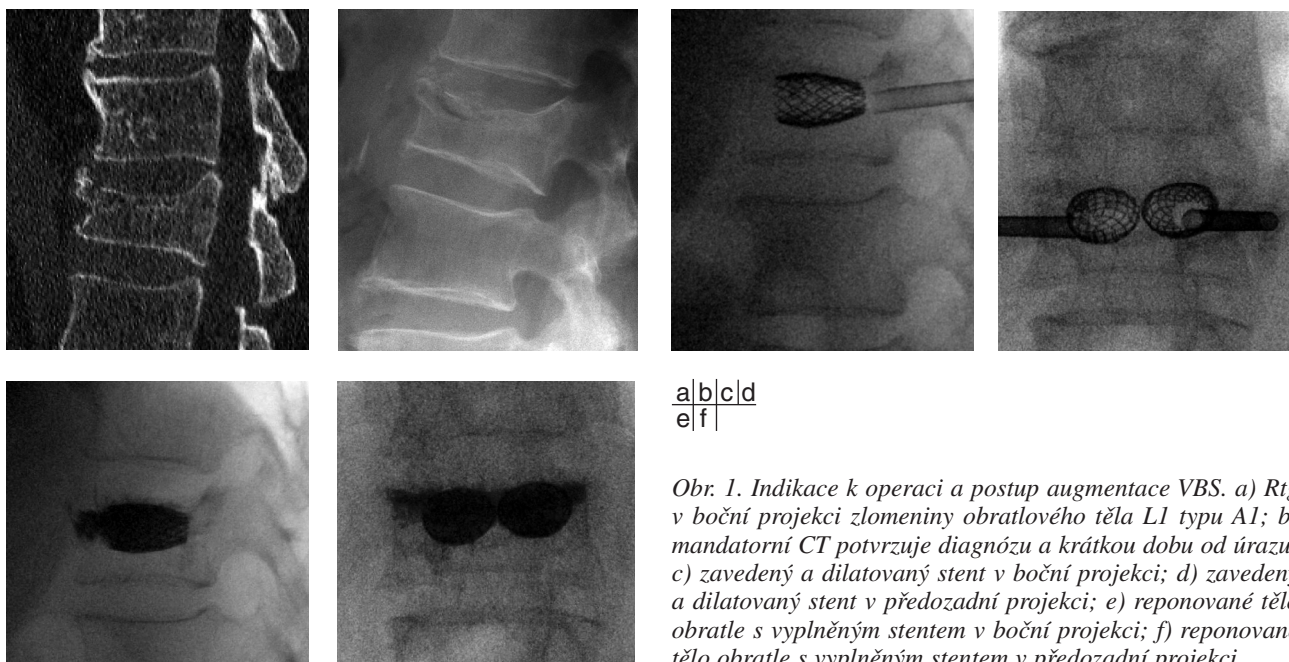 a b c d
e f
Obr. 1. Indikace k operaci a postup augmentace VBS. a) Rtg
v boční projekci zlomeniny obratlového těla L1 typu A1; b)
mandatorní CT potvrzuje diagnózu a krátkou dobu od úrazu;
c) zavedený a dilatovaný stent v boční projekci; d) zavedený
a dilatovaný stent v předozadní projekci; e) reponované tělo
obratle s vyplněným stentem v boční projekci; f) reponované
tělo obratle s vyplněným stentem v předozadní projekci.